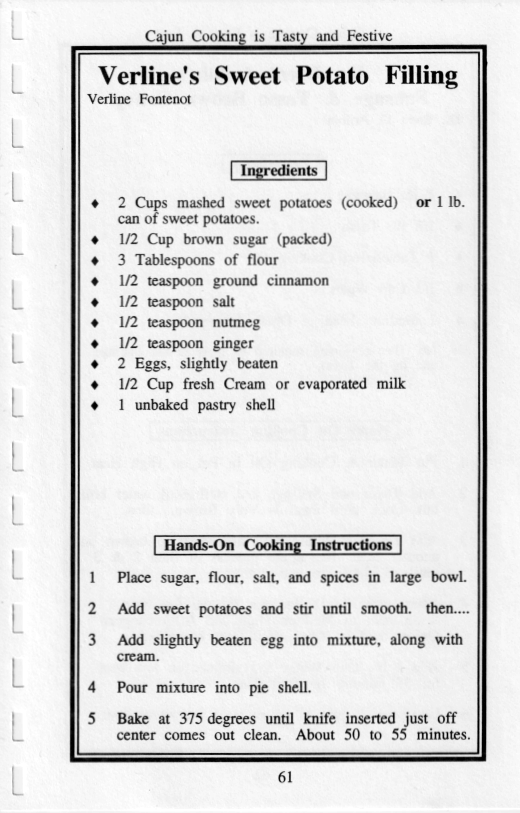 Cajun Cooking is Tasty and Festive
Verline's Sweet Potato Filling
Verline Fontenot
Ingredients
♦ 2 Cups mashed sweet potatoes (cooked) or 1 lb.
can of sweet potatoes.
♦ 1/2 Cup brown sugar (packed)
♦ 3 Tablespoons of flour
♦ 1/2 teaspoon ground cinnamon
♦ 1/2 teaspoon salt
♦ 1/2 teaspoon nutmeg
♦ 1/2 teaspoon ginger
♦ 2 Eggs, slightly beaten
♦ 1/2 Cup fresh Cream or evaporated milk
♦ 1 unbaked pastry shell
Hands-On Cooking Instructions
1 Place sugar, flour, salt, and spices in large bowl.
2 Add sweet potatoes and stir until smooth. then....
3 Add slightly beaten egg into mixture, along with
cream.
4 Pour mixture into pie shell.
5 Bake at 375 degrees until knife inserted just off
center comes out clean. About 50 to 55 minutes.
61